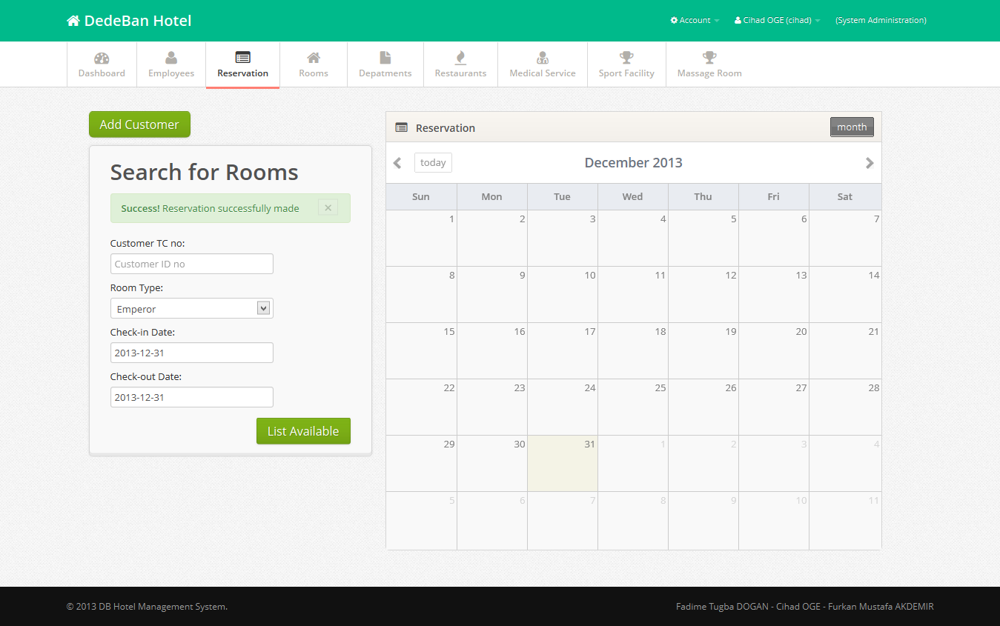 DedeBan Hotel
Account
Cihad OGE (cihad)
(System Administration)
Dashboard
Employees
Reservation
Rooms
Depatments
Restaurants
Medical Service
Sport Facility
Massage Room
Add Customer
Search for Rooms
Success! Reservation successfully made ×
Customer TC no:
Customer ID no
Room Type:
Emperor
Check-in Date:
2013-12-31
Check-out Date:
2013-12-31
List Available
Reservation
month
today
December 2013
Sun Mon Tue Wed Thu Fri Sat
1 2 3 4 5 6 7
8 9 10 11 12 13 14
15 16 17 18 19 20 21
22 23 24 25 26 27 28
29 30 31 1 2 3 4
5 6 7 8 9 10 11
© 2013 DB Hotel Management System.
Fadime Tugba DOGAN - Cihad OGE - Furkan Mustafa AKDEMIR